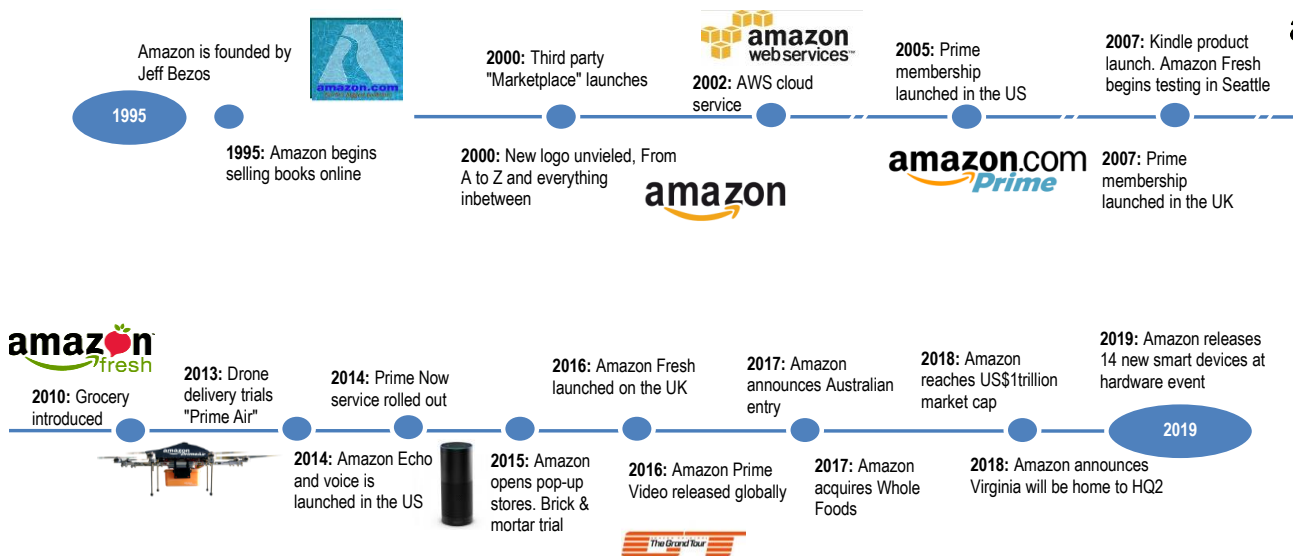 Amazon is founded by
Jeff Bezos
amazon.com
1995
1995: Amazon begins
selling books online
2000: Third party
"Marketplace" launches
2000: New logo unvieled, From
A to Z and everything
inbetween
amazon
amazon
webservices™
2002: AWS cloud
service
2005: Prime
membership
launched in the US
amazon.com
Prime
2007: Kindle product
launch. Amazon Fresh
begins testing in Seattle
2007: Prime
membership
launched in the UK
a
amazon
fresh
2010: Grocery
introduced
2013: Drone
delivery trials
"Prime Air"
amazon
PrimeAir
2014: Amazon Echo
and voice is
launched in the US
2014: Prime Now
service rolled out
2015: Amazon
opens pop-up
stores. Brick &
mortar trial
2016: Amazon Fresh
launched on the UK
2016: Amazon Prime
Video released globally
The Grand Tour
2017: Amazon
announces Australian
entry
2017: Amazon
acquires Whole
Foods
2018: Amazon
reaches US$1trillion
market cap
2018: Amazon announces
Virginia will be home to HQ2
2019: Amazon releases
14 new smart devices at
hardware event
2019